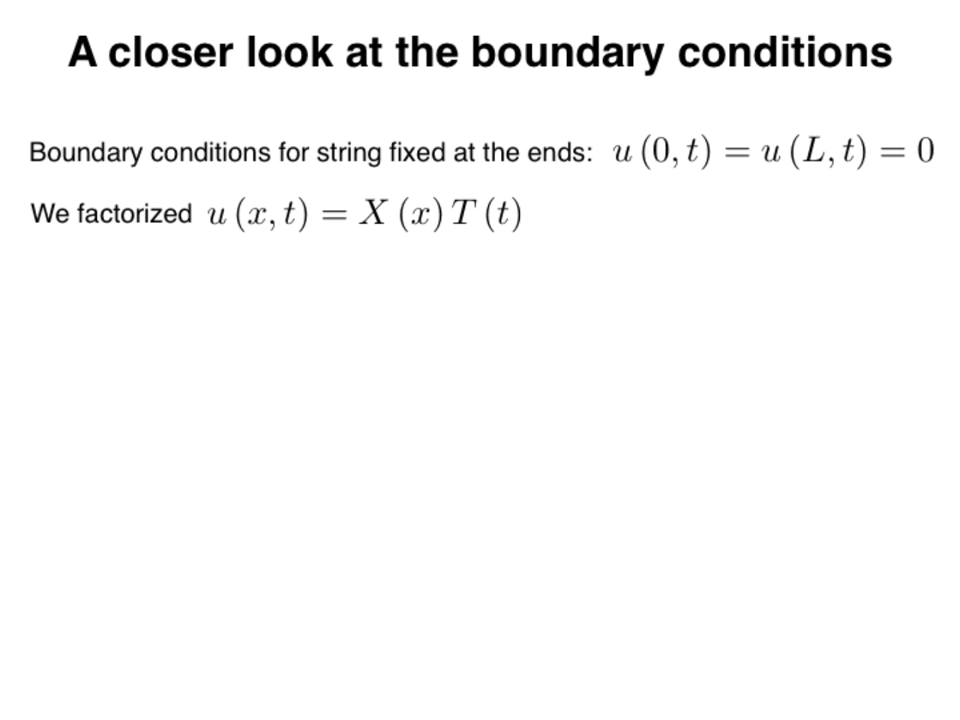 A closer look at the boundary conditions
Boundary conditions for string fixed at the ends: u (0, t) = u (L, t) = 0
We factorized u (x, t) = X (x) T (t)